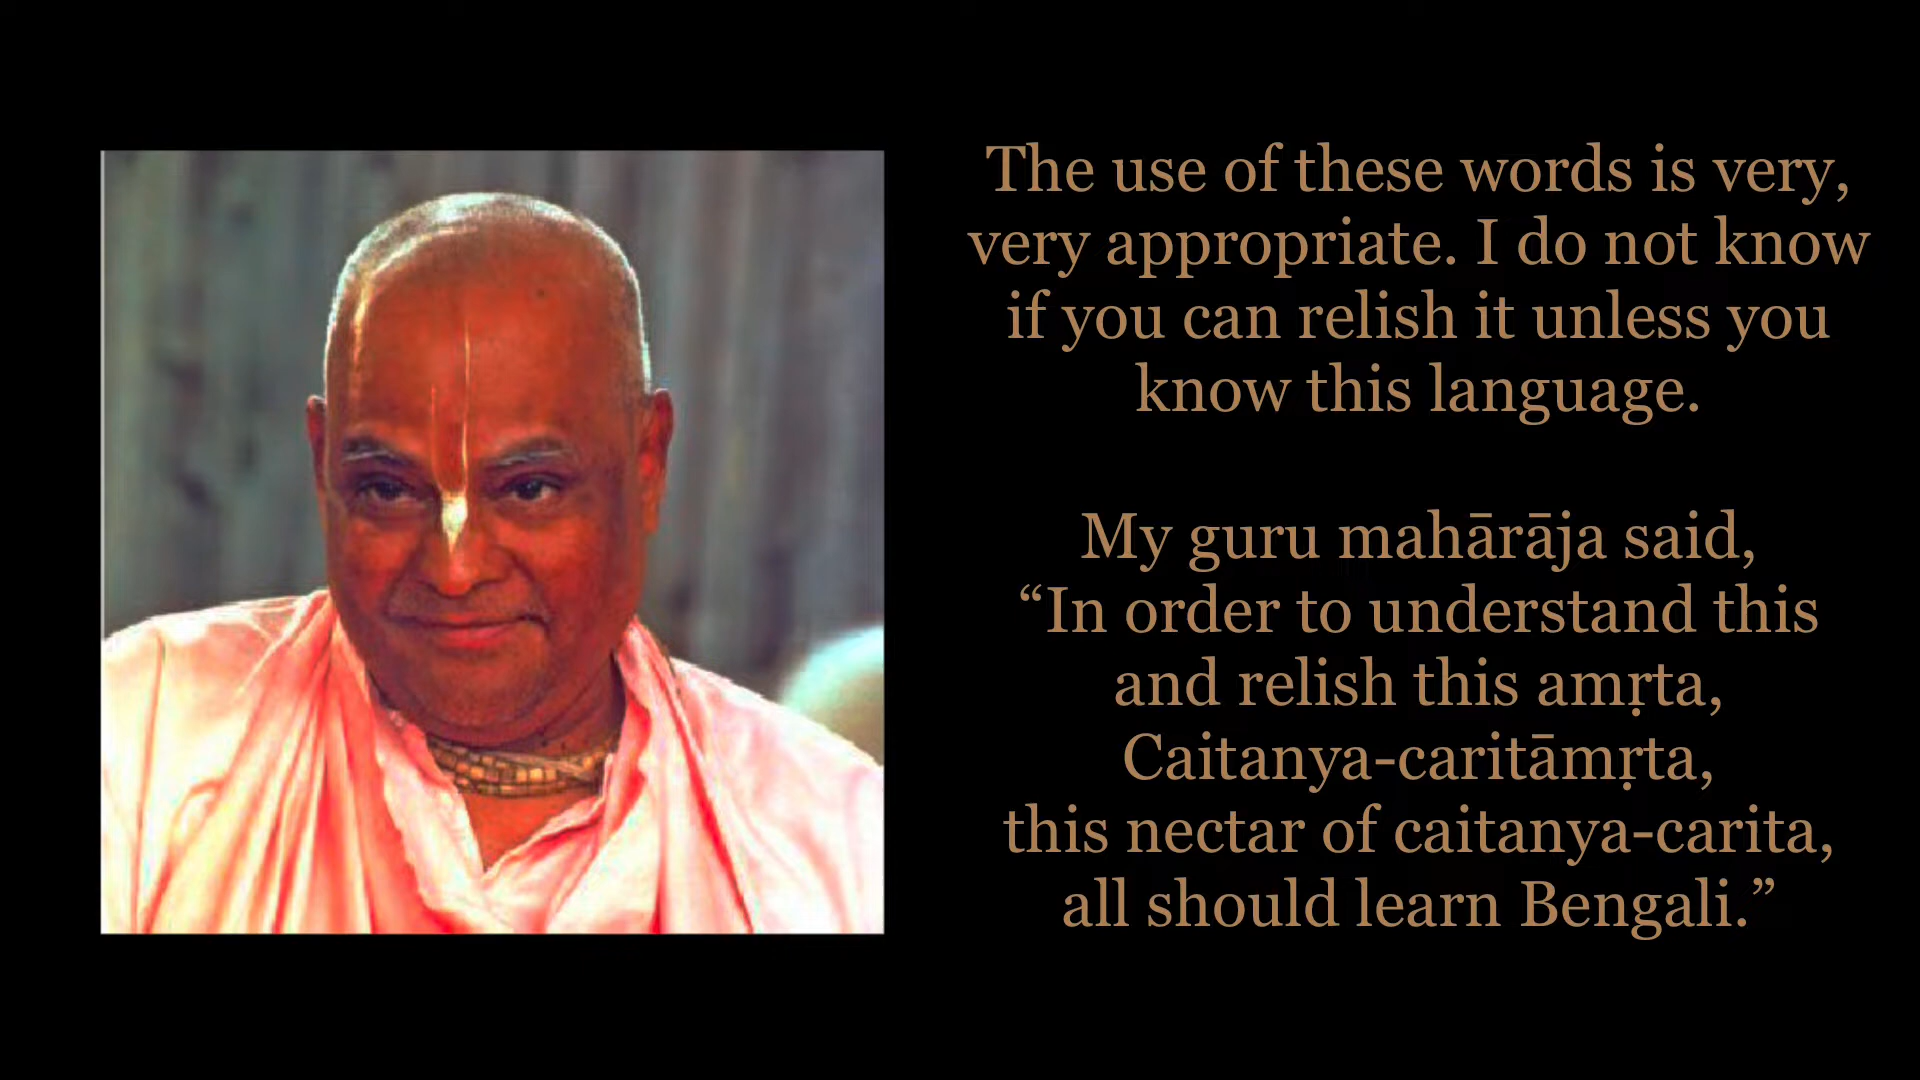 The use of these words is very,
very appropriate. I do not know
if you can relish it unless you
know this language.
My guru mahārāja said,
“In order to understand this
and relish this amṛta,
Caitanya-caritāmṛta,
this nectar of caitanya-carita,
all should learn Bengali.”